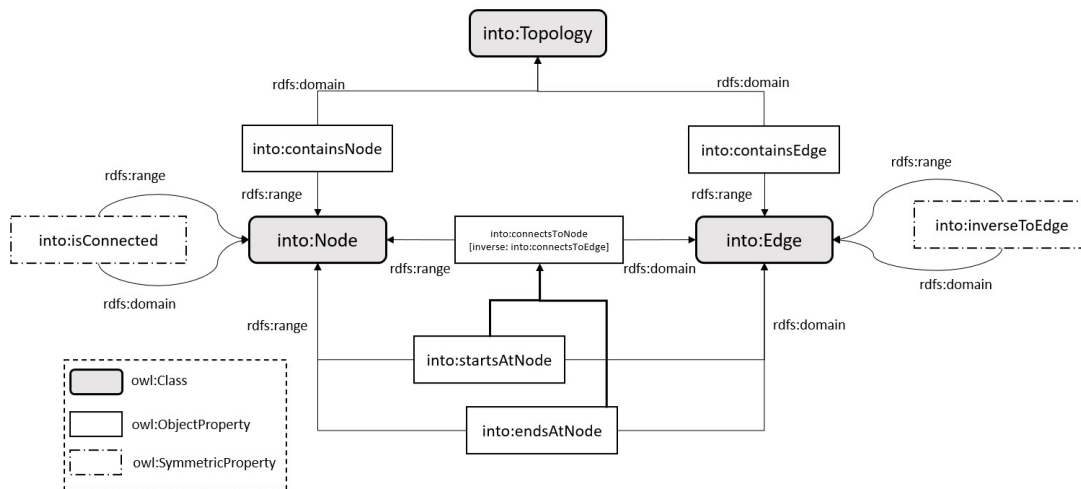 into:Topology
rdfs:domain
rdfs:domain
into:containsNode
into:containsEdge
rdfs:range
rdfs:range
rdfs:range
rdfs:range
into:isConnected
into:Node
into:connectsToNode
[inverse: into:connectsToEdge]
into:Edge
into:inverseToEdge
rdfs:range
rdfs:domain
rdfs:domain
rdfs:domain
rdfs:range
rdfs:domain
into:startsAtNode
into:endsAtNode
owl:Class
owl:ObjectProperty
owl:SymmetricProperty